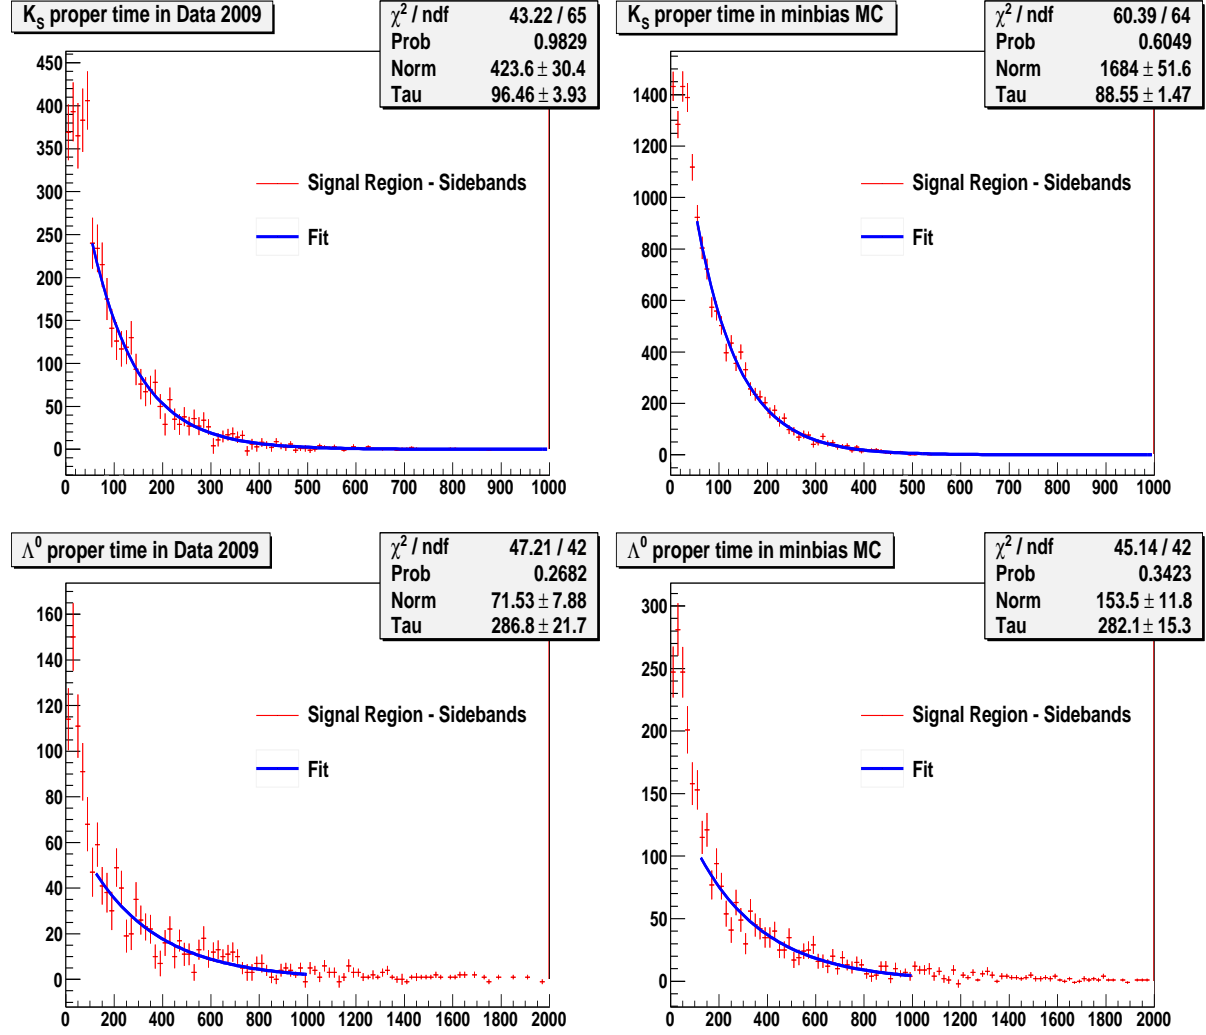 K_S proper time in Data 2009
χ² / ndf 43.22 / 65
Prob 0.9829
Norm 423.6 ± 30.4
Tau 96.46 ± 3.93
450
400
350
300
250
200
150
100
50
0
Signal Region - Sidebands
Fit
0 100 200 300 400 500 600 700 800 900 1000
K_S proper time in minbias MC
χ² / ndf 60.39 / 64
Prob 0.6049
Norm 1684 ± 51.6
Tau 88.55 ± 1.47
1400
1200
1000
800
600
400
200
0
Signal Region - Sidebands
Fit
0 100 200 300 400 500 600 700 800 900 1000
Λ⁰ proper time in Data 2009
χ² / ndf 47.21 / 42
Prob 0.2682
Norm 71.53 ± 7.88
Tau 286.8 ± 21.7
160
140
120
100
80
60
40
20
0
Signal Region - Sidebands
Fit
0 200 400 600 800 1000 1200 1400 1600 1800 2000
Λ⁰ proper time in minbias MC
χ² / ndf 45.14 / 42
Prob 0.3423
Norm 153.5 ± 11.8
Tau 282.1 ± 15.3
300
250
200
150
100
50
0
Signal Region - Sidebands
Fit
0 200 400 600 800 1000 1200 1400 1600 1800 2000